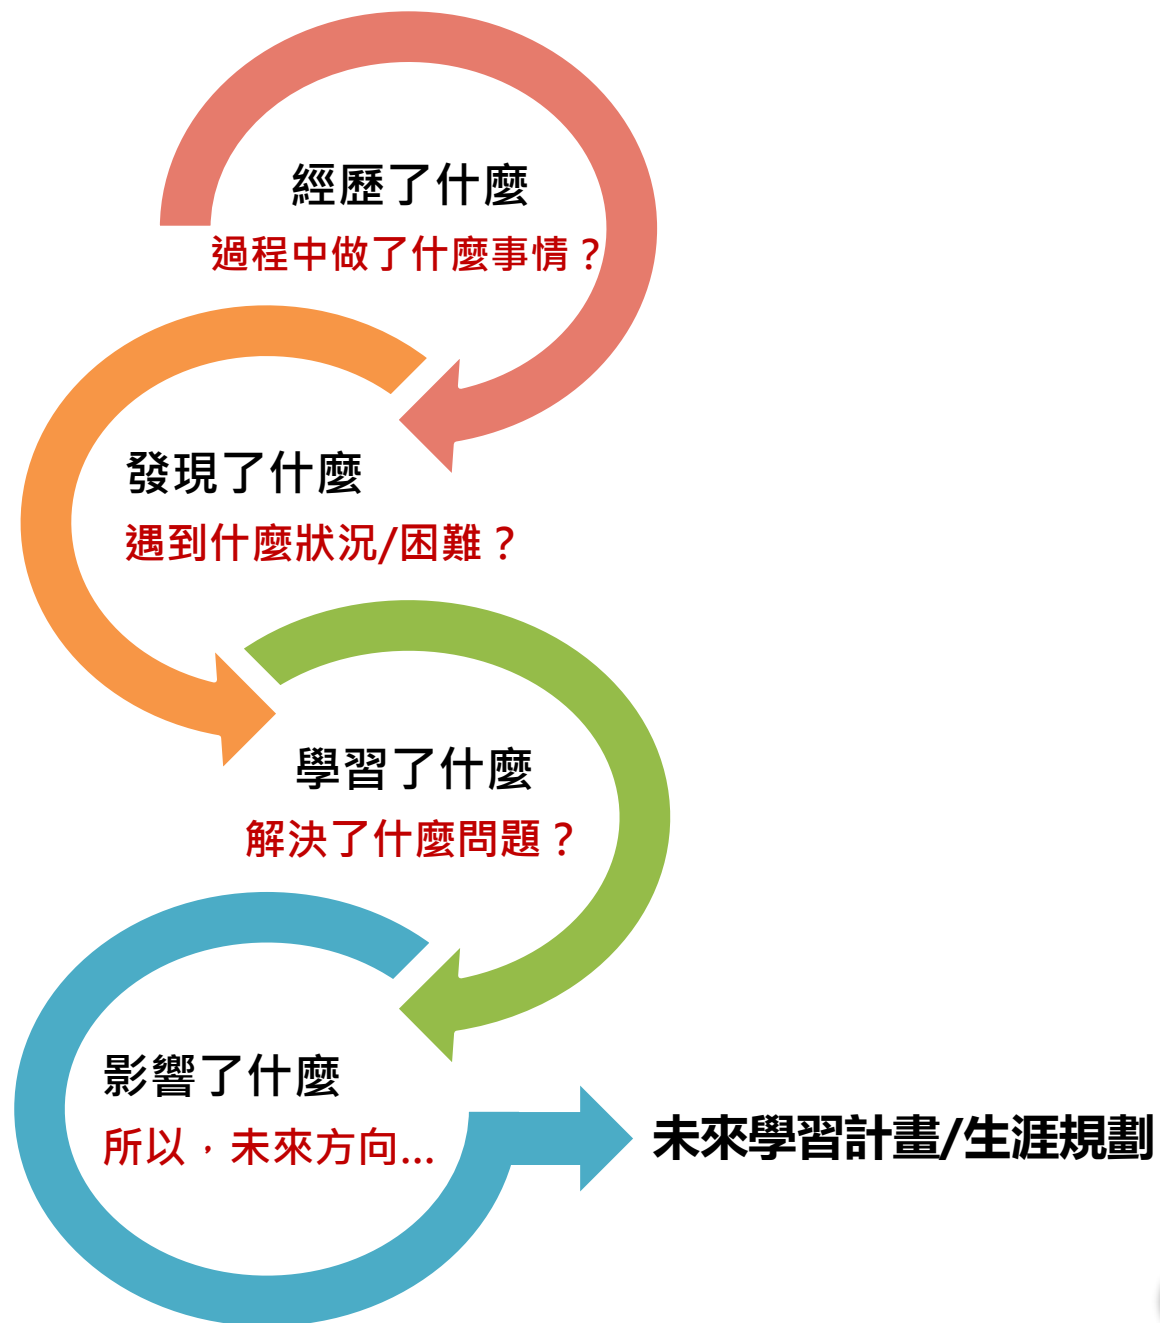 經歷了什麼
過程中做了什麼事情？
發現了什麼
遇到什麼狀況/困難？
學習了什麼
解決了什麼問題？
影響了什麼
所以，未來方向...
未來學習計畫/生涯規劃